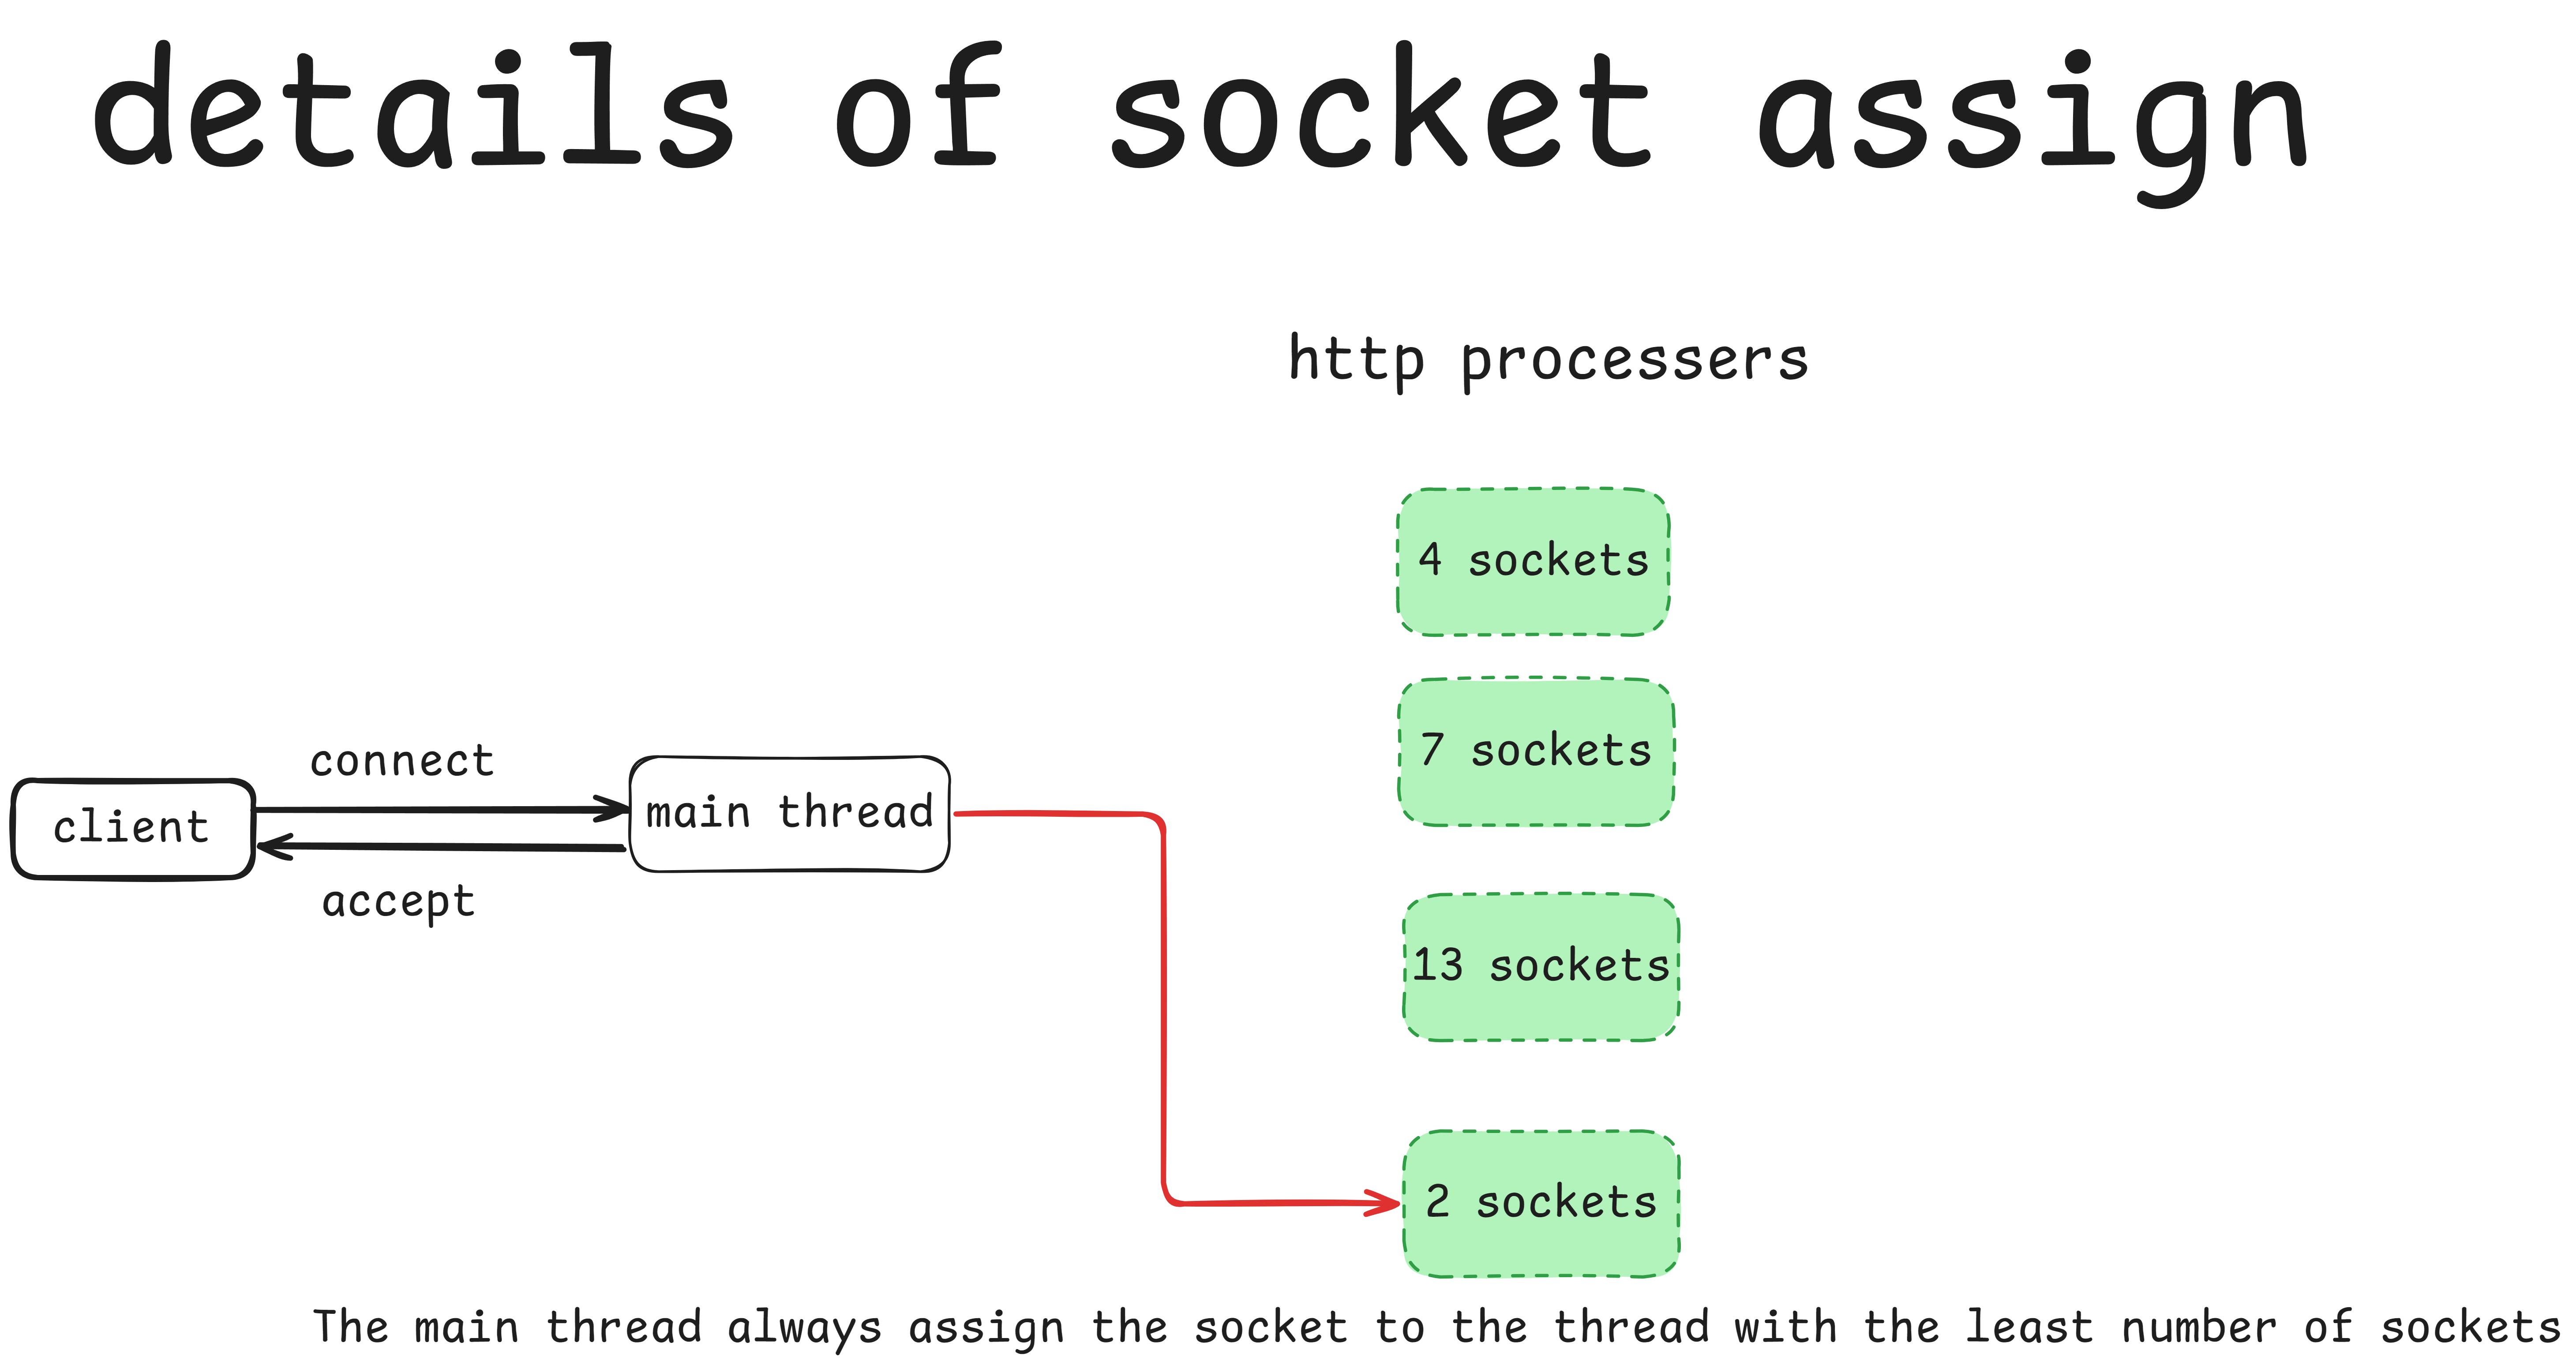 details of socket assign
http processers
4 sockets
7 sockets
connect
client
main thread
accept
13 sockets
2 sockets
The main thread always assign the socket to the thread with the least number of sockets